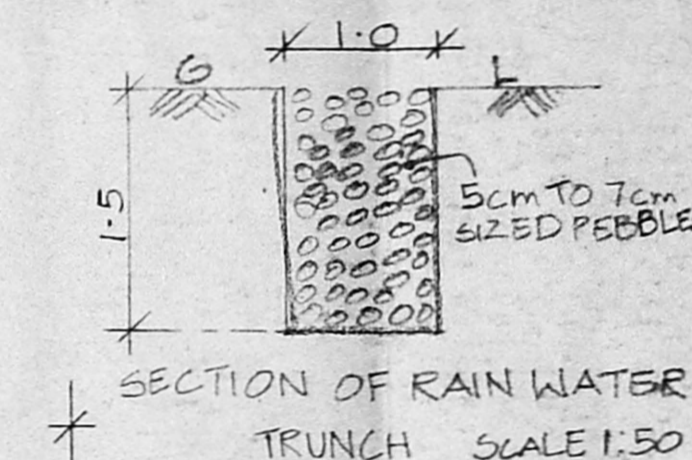 1.0
G L
1.5
5cm TO 7cm
SIZED PEBBLE
SECTION OF RAIN WATER
TRUNCH SCALE 1:50